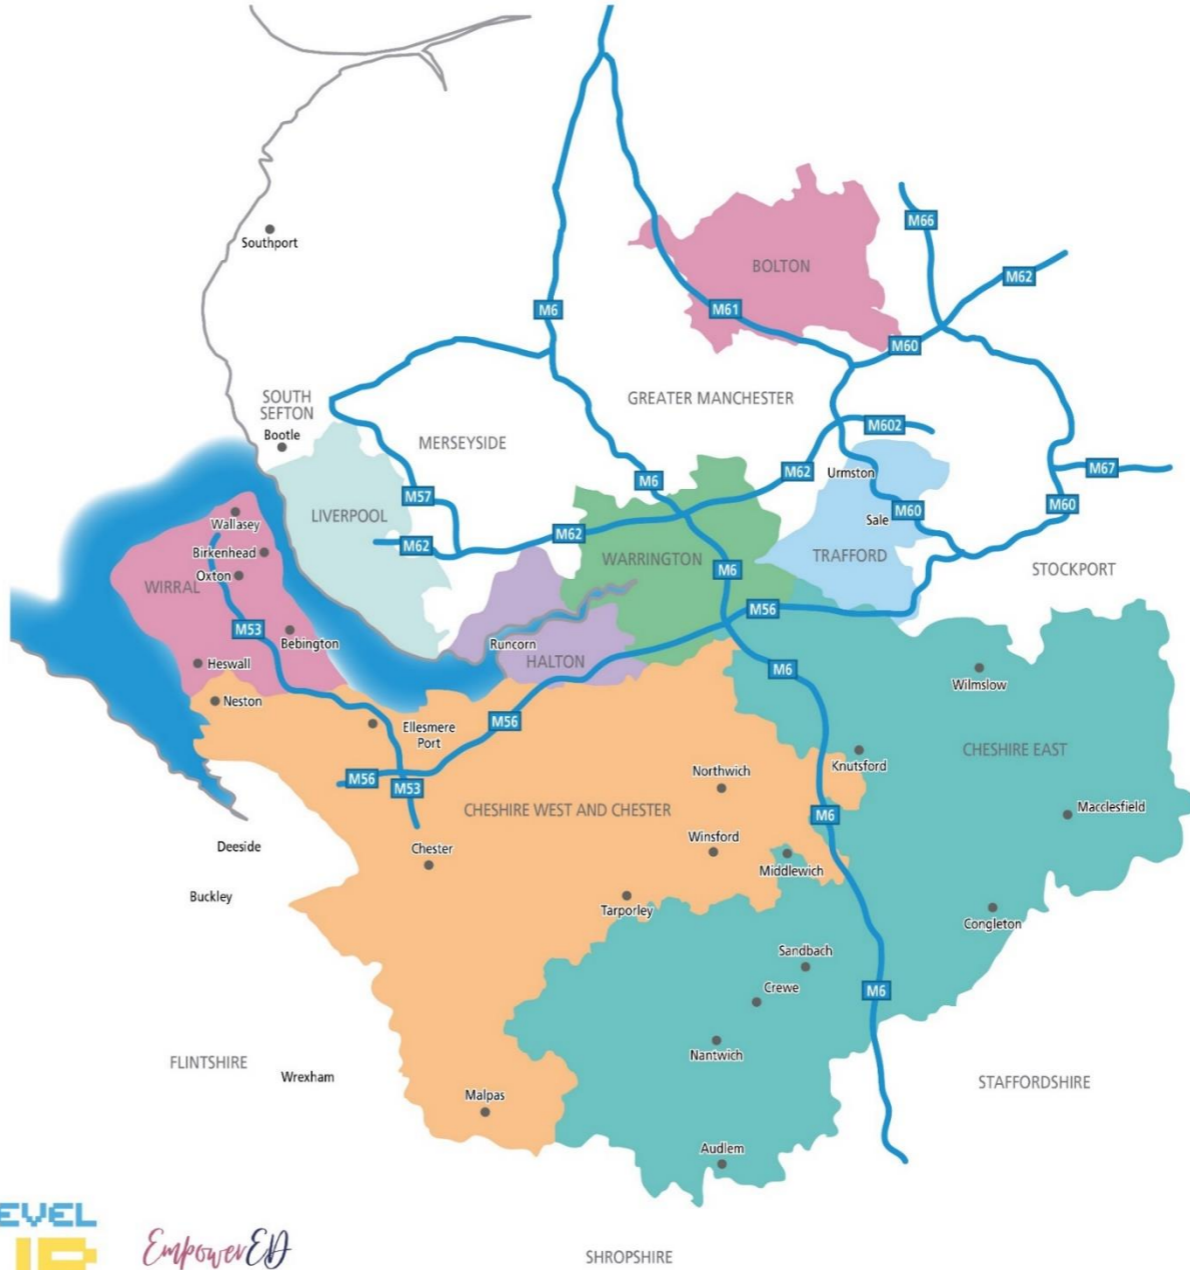 M66
Southport
M62
BOLTON
M6
M61
M60
SOUTH
SEFTON
GREATER MANCHESTER
Bootle
MERSEYSIDE
M602
M62
M67
Urmston
M6
M57
M60
M60
Sale
LIVERPOOL
Wallasey
M62
M62
Birkenhead
WARRINGTON
TRAFFORD
Oxton
WIRRAL
M6
STOCKPORT
M56
M53
Bebington
Runcorn
HALTON
Heswall
M6
Wilmslow
Neston
M56
Ellesmere
Port
CHESHIRE EAST
Knutsford
M56
M53
Northwich
CHESHIRE WEST AND CHESTER
Macclesfield
M6
Winsford
Deeside
Chester
Middlewich
Buckley
Tarporley
Congleton
Sandbach
Crewe
M6
Nantwich
FLINTSHIRE
Wrexham
STAFFORDSHIRE
Malpas
Audlem
EVEL
EmpowerED
SHROPSHIRE